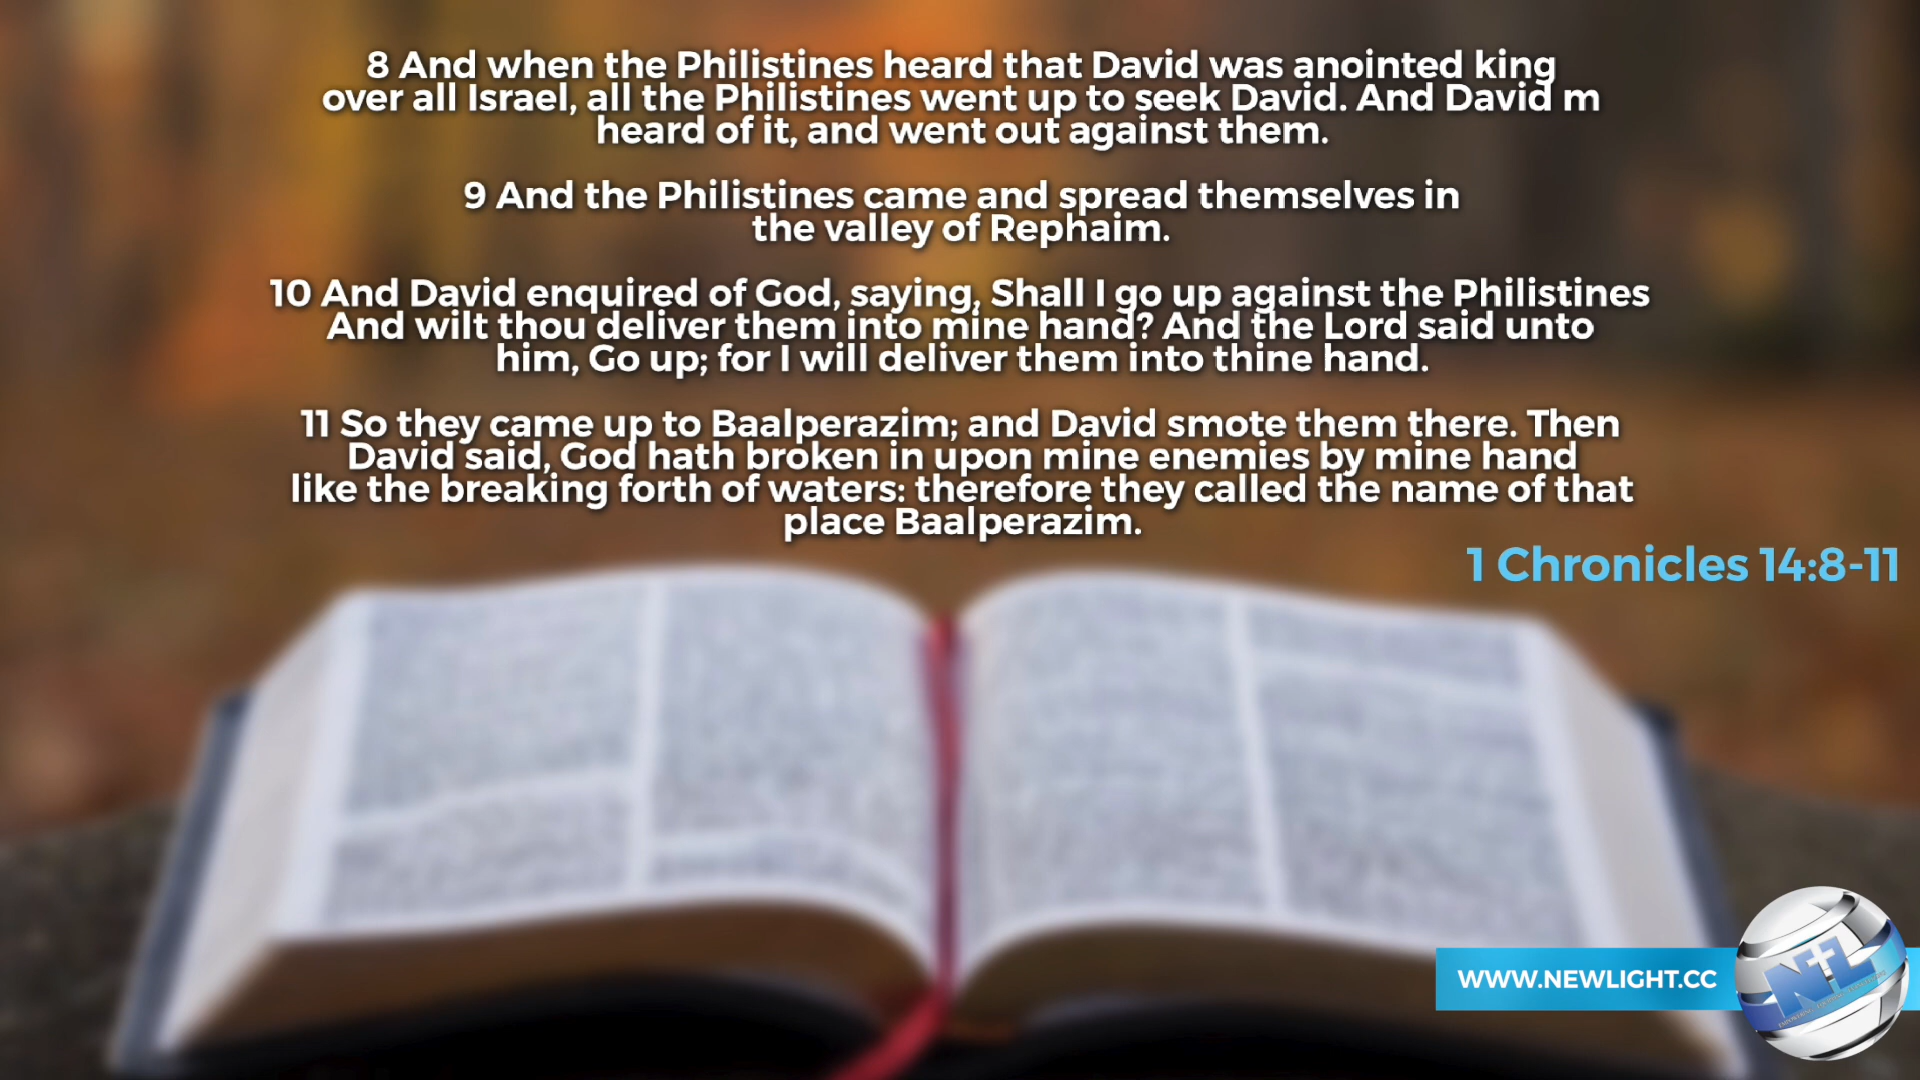 8 And when the Philistines heard that David was anointed king
over all Israel, all the Philistines went up to seek David. And David m
heard of it, and went out against them.
9 And the Philistines came and spread themselves in
the valley of Rephaim.
10 And David enquired of God, saying, Shall I go up against the Philistines
And wilt thou deliver them into mine hand? And the Lord said unto
him, Go up; for I will deliver them into thine hand.
11 So they came up to Baalperazim; and David smote them there. Then
David said, God hath broken in upon mine enemies by mine hand
like the breaking forth of waters: therefore they called the name of that
place Baalperazim.
1 Chronicles 14:8-11
WWW.NEWLIGHT.CC
NL